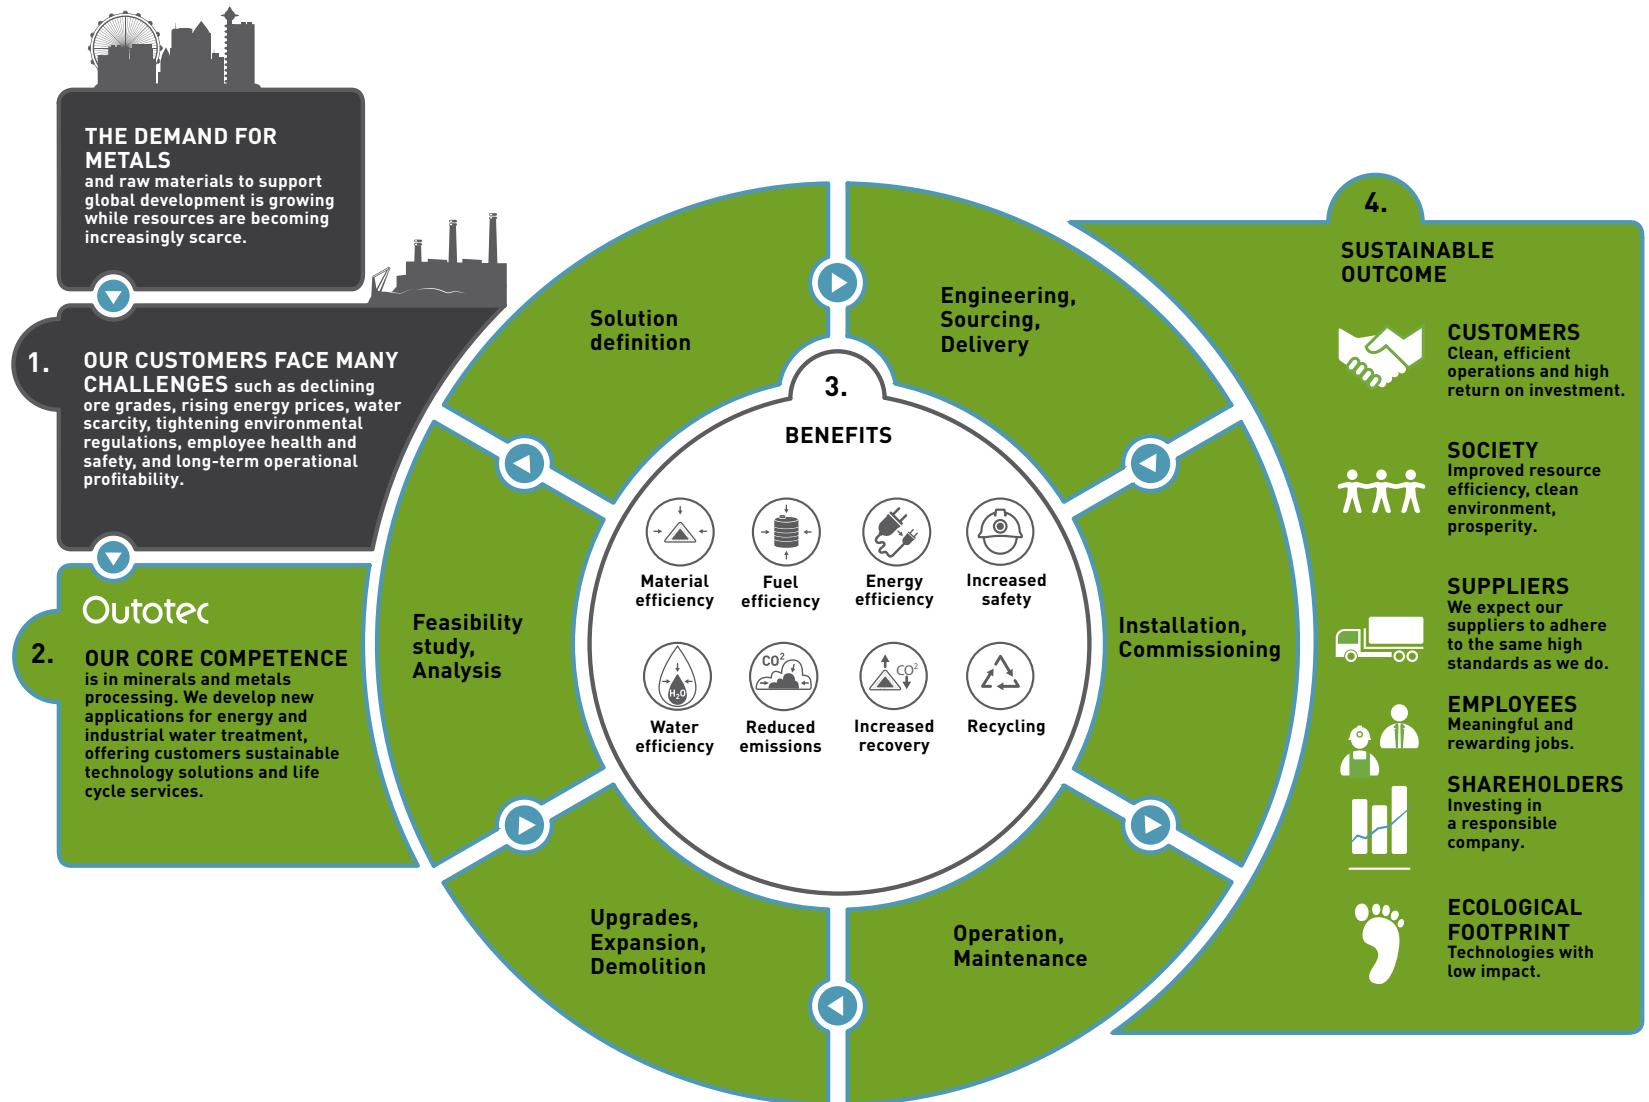 THE DEMAND FOR
METALS
and raw materials to support
global development is growing
while resources are becoming
increasingly scarce.
1.
OUR CUSTOMERS FACE MANY
CHALLENGES such as declining
ore grades, rising energy prices, water
scarcity, tightening environmental
regulations, employee health and
safety, and long-term operational
profitability.
Outotec
2.
OUR CORE COMPETENCE
is in minerals and metals
processing. We develop new
applications for energy and
industrial water treatment,
offering customers sustainable
technology solutions and life
cycle services.
Solution
definition
Engineering,
Sourcing,
Delivery
Feasibility
study,
Analysis
Installation,
Commissioning
Upgrades,
Expansion,
Demolition
Operation,
Maintenance
3.
BENEFITS
Material
efficiency
Fuel
efficiency
Energy
efficiency
Increased
safety
H2O
Water
efficiency
CO²
Reduced
emissions
CO²
Increased
recovery
Recycling
4.
SUSTAINABLE
OUTCOME
CUSTOMERS
Clean, efficient
operations and high
return on investment.
SOCIETY
Improved resource
efficiency, clean
environment,
prosperity.
SUPPLIERS
We expect our
suppliers to adhere
to the same high
standards as we do.
EMPLOYEES
Meaningful and
rewarding jobs.
SHAREHOLDERS
Investing in
a responsible
company.
ECOLOGICAL
FOOTPRINT
Technologies with
low impact.